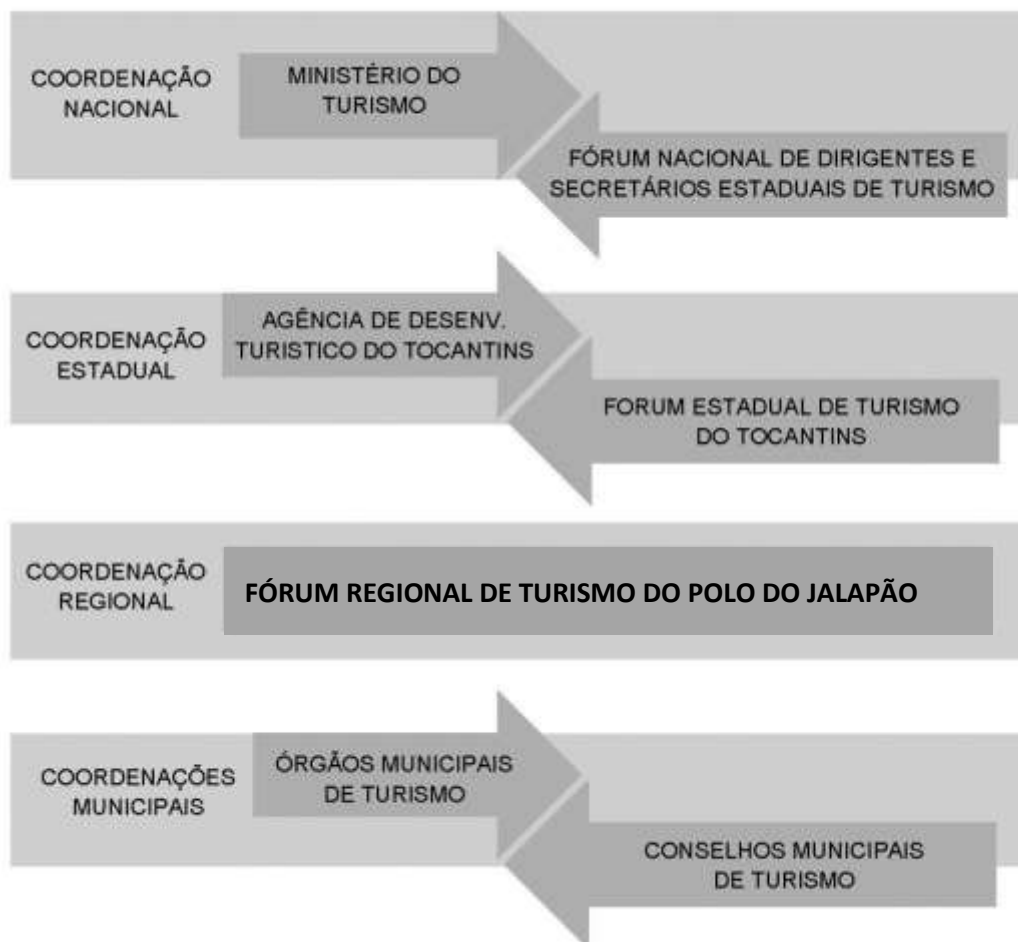 COORDENAÇÃO
NACIONAL
MINISTÉRIO DO
TURISMO
FÓRUM NACIONAL DE DIRIGENTES E
SECRETÁRIOS ESTADUAIS DE TURISMO
COORDENAÇÃO
ESTADUAL
AGÊNCIA DE DESENV.
TURISTICO DO TOCANTINS
FORUM ESTADUAL DE TURISMO
DO TOCANTINS
COORDENAÇÃO
REGIONAL
FÓRUM REGIONAL DE TURISMO DO POLO DO JALAPÃO
COORDENAÇÕES
MUNICIPAIS
ÓRGÃOS MUNICIPAIS
DE TURISMO
CONSELHOS MUNICIPAIS
DE TURISMO